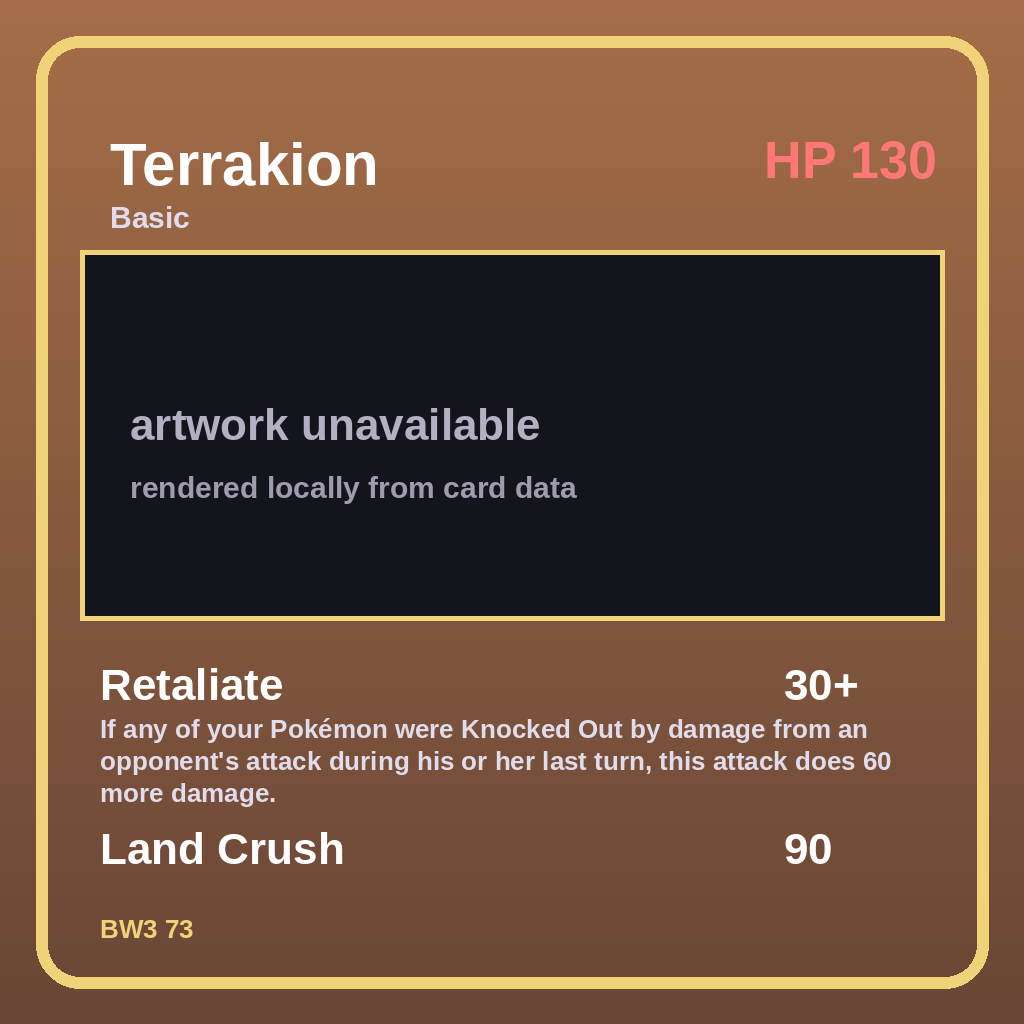 Terrakion
HP 130
Basic
artwork unavailable
rendered locally from card data
Retaliate 30+
If any of your Pokémon were Knocked Out by damage from an
opponent's attack during his or her last turn, this attack does 60
more damage.
Land Crush 90
BW3 73